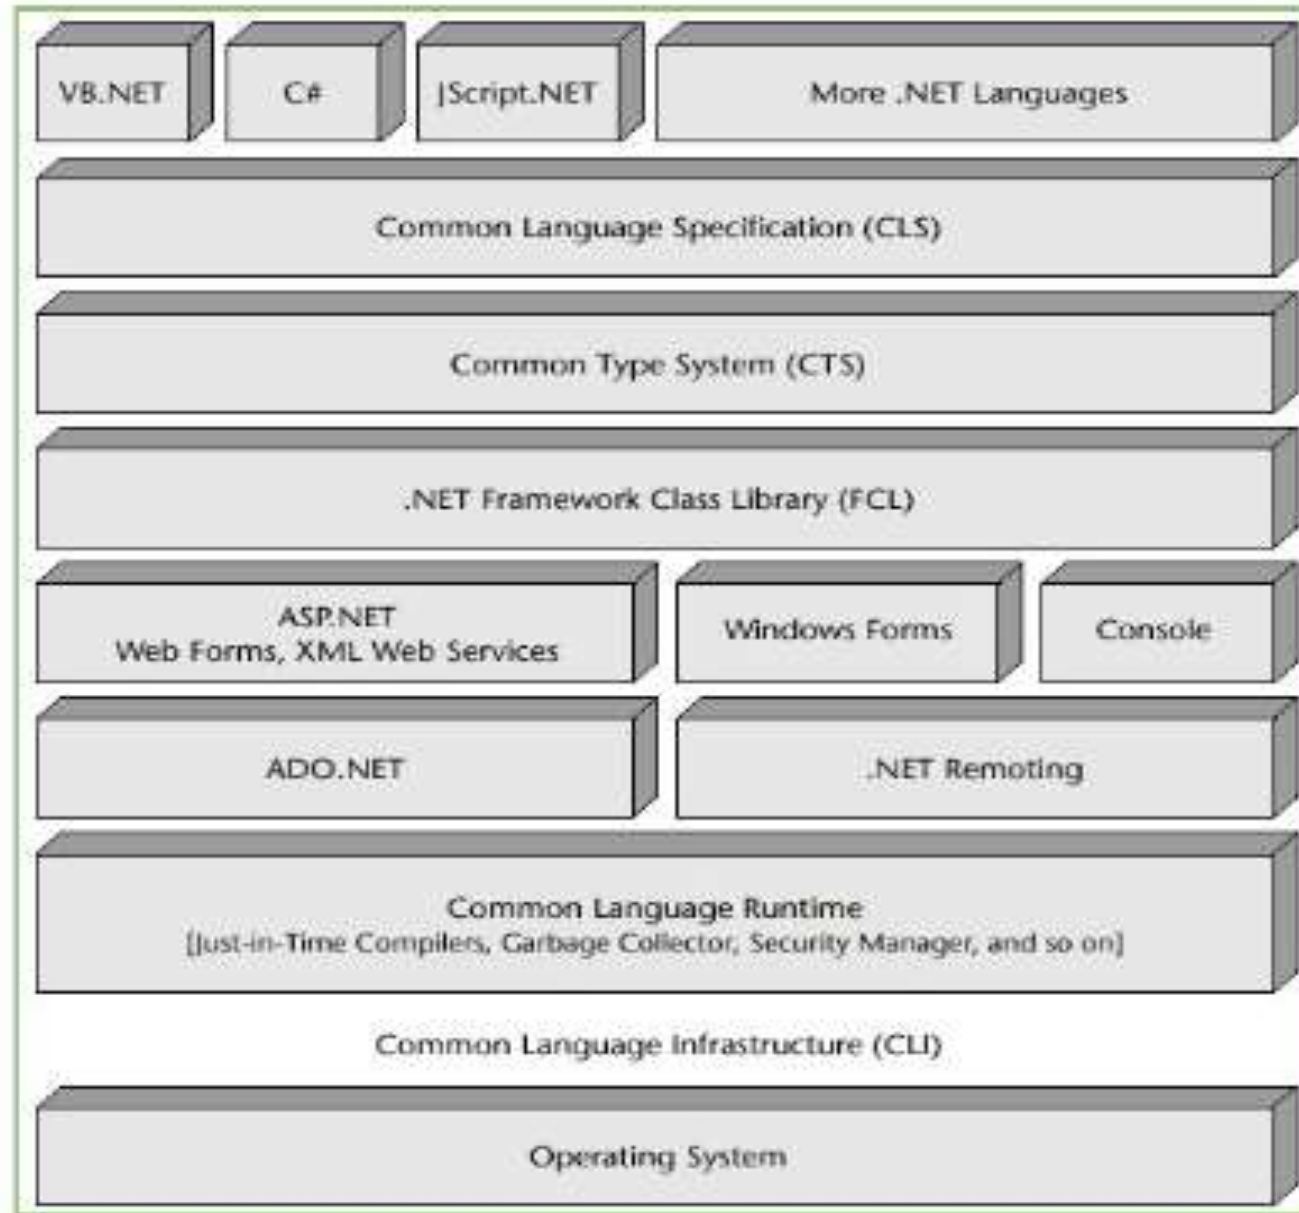 VB.NET
C#
JScript.NET
More .NET Languages
Common Language Specification (CLS)
Common Type System (CTS)
.NET Framework Class Library (FCL)
ASP.NET
Web Forms, XML Web Services
Windows Forms
Console
ADO.NET
.NET Remoting
Common Language Runtime
[Just-in-Time Compilers, Garbage Collector, Security Manager, and so on]
Common Language Infrastructure (CLI)
Operating System